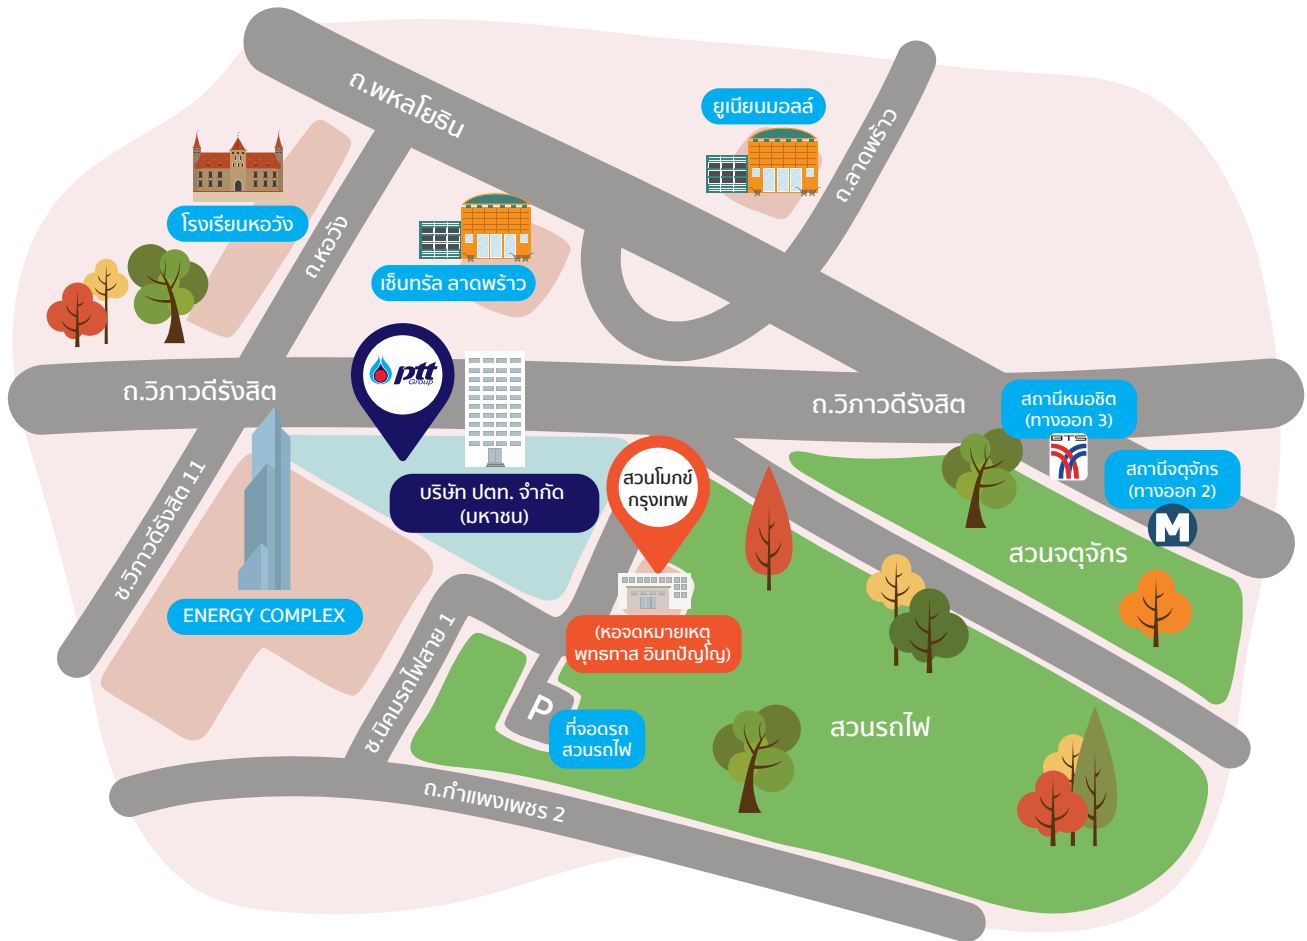 ถ.พหลโยธิน
ยูเนียนมอลล์
ถ.ลาดพร้าว
โรงเรียนหอวัง
ถ.หอวัง
เซ็นทรัล ลาดพร้าว
ptt
Group
ถ.วิภาวดีรังสิต
ถ.วิภาวดีรังสิต
สถานีหมอชิต
(ทางออก 3)
BTS
สถานีจตุจักร
(ทางออก 2)
M
สวนโมกข์
กรุงเทพ
บริษัท ปตท. จำกัด
(มหาชน)
ซ.วิภาวดีรังสิต 11
สวนจตุจักร
ENERGY COMPLEX
(หอจดหมายเหตุ
พุทธทาส อินทปัญโญ)
ซ.นิคมรถไฟสาย 1
P
ที่จอดรถ
สวนรถไฟ
สวนรถไฟ
ถ.กำแพงเพชร 2